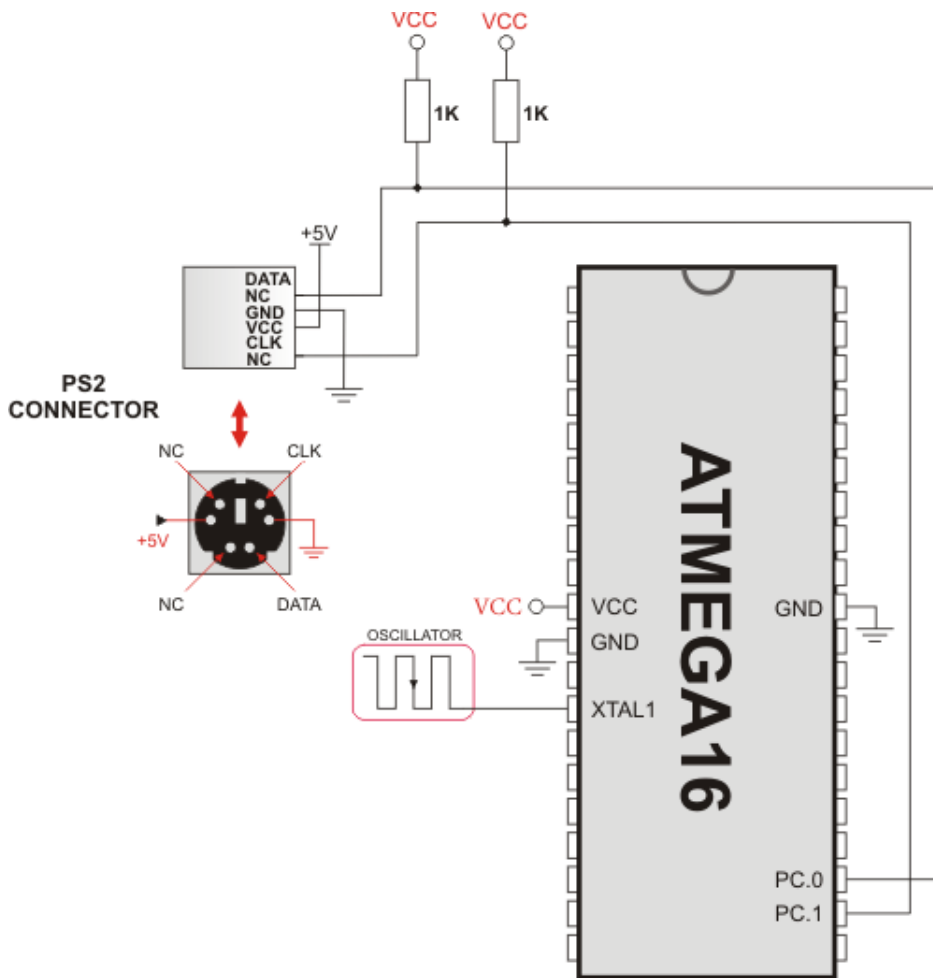 VCC VCC
1K 1K
+5V
DATA
NC
GND
VCC
CLK
NC
PS2
CONNECTOR
NC CLK
+5V
NC DATA
OSCILLATOR
ATMEGA16
VCC VCC
GND
XTAL1
GND
PC.0
PC.1